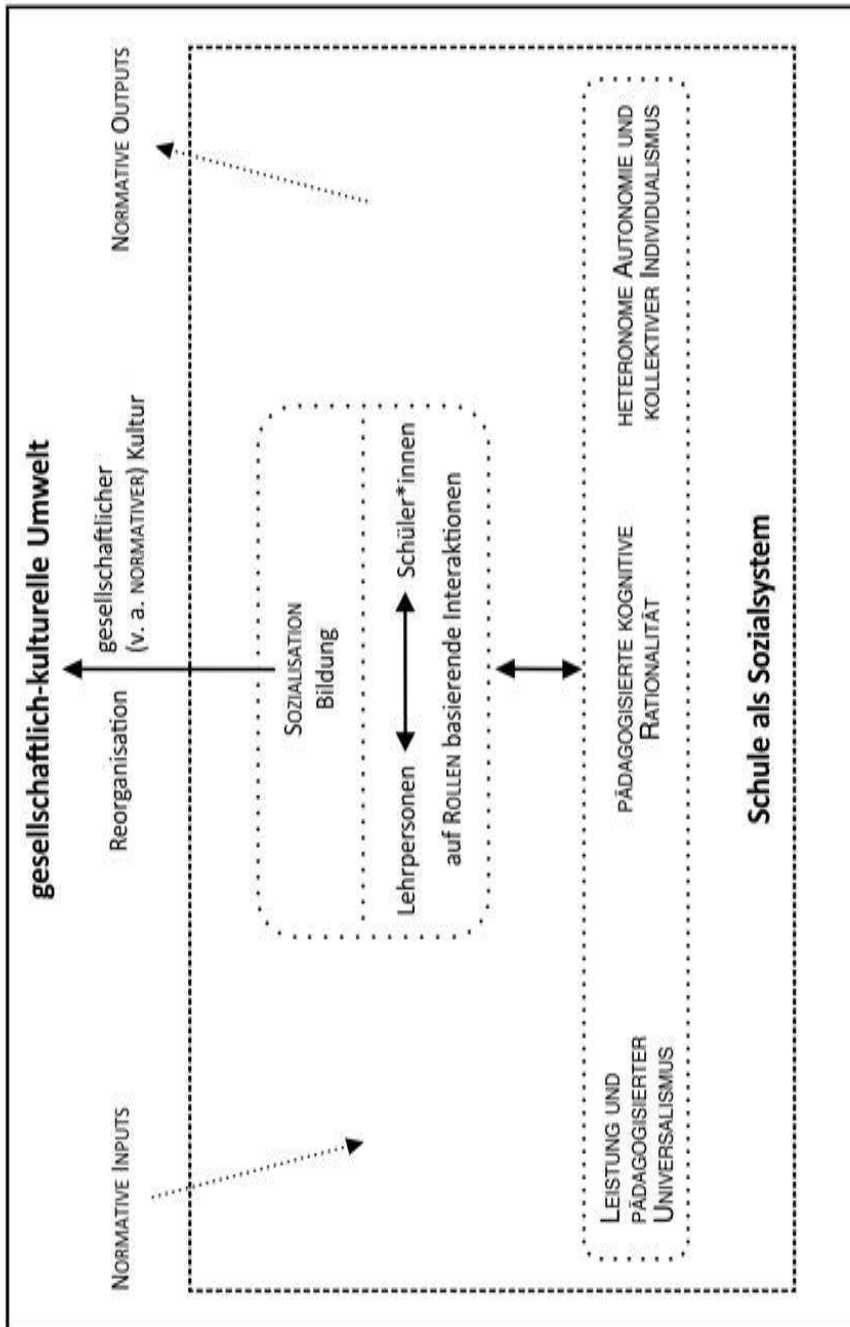 gesellschaftlich-kulturelle Umwelt
NORMATIVE INPUTS
Reorganisation
gesellschaftlicher
(v. a. NORMATIVER) Kultur
NORMATIVE OUTPUTS
SOZIALISATION
Bildung
Lehrpersonen
Schüler*innen
auf ROLLEN basierende Interaktionen
LEISTUNG UND
PÄDAGOGISIERTER
UNIVERSALISMUS
PÄDAGOGISIERTE KOGNITIVE
RATIONALITÄT
HETERONOME AUTONOMIE UND
KOLLEKTIVER INDIVIDUALISMUS
Schule als Sozialsystem